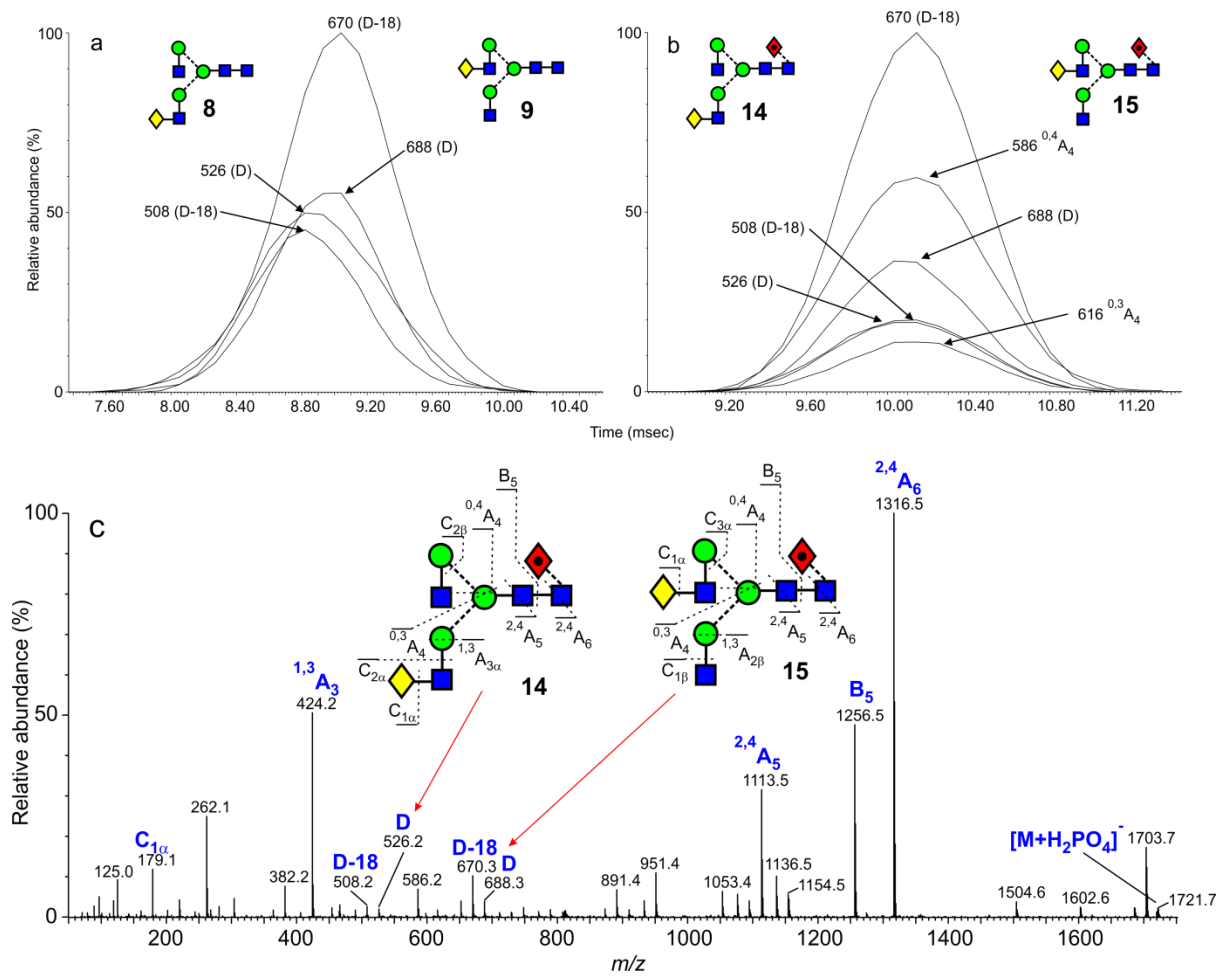 a
670 (D-18)
100
50
0
Relative abundance (%)
8
9
526 (D)
688 (D)
508 (D-18)
7.60 8.00 8.40 8.80 9.20 9.60 10.00 10.40
b
670 (D-18)
100
50
0
14
15
586 0,4A4
688 (D)
508 (D-18)
526 (D)
616 0,3A4
9.20 9.60 10.00 10.40 10.80 11.20
Time (msec)
c
100
50
0
Relative abundance (%)
B5
C2β
0,4A4
0,3A4
2,4A5
2,4A6
1,3A3α
C2α
C1α
14
C3α
0,4A4
B5
C1α
0,3A4
2,4A5
2,4A6
1,3A2β
C1β
15
C1α
179.1
125.0
262.1
382.2
1,3A3
424.2
D-18
508.2
D
526.2
586.2
D-18
670.3
D
688.3
891.4
951.4
1053.4
2,4A5
1113.5
1136.5
1154.5
B5
1256.5
2,4A6
1316.5
1504.6
1602.6
[M+H2PO4]-
1703.7
1721.7
200 400 600 800 1000 1200 1400 1600
m/z